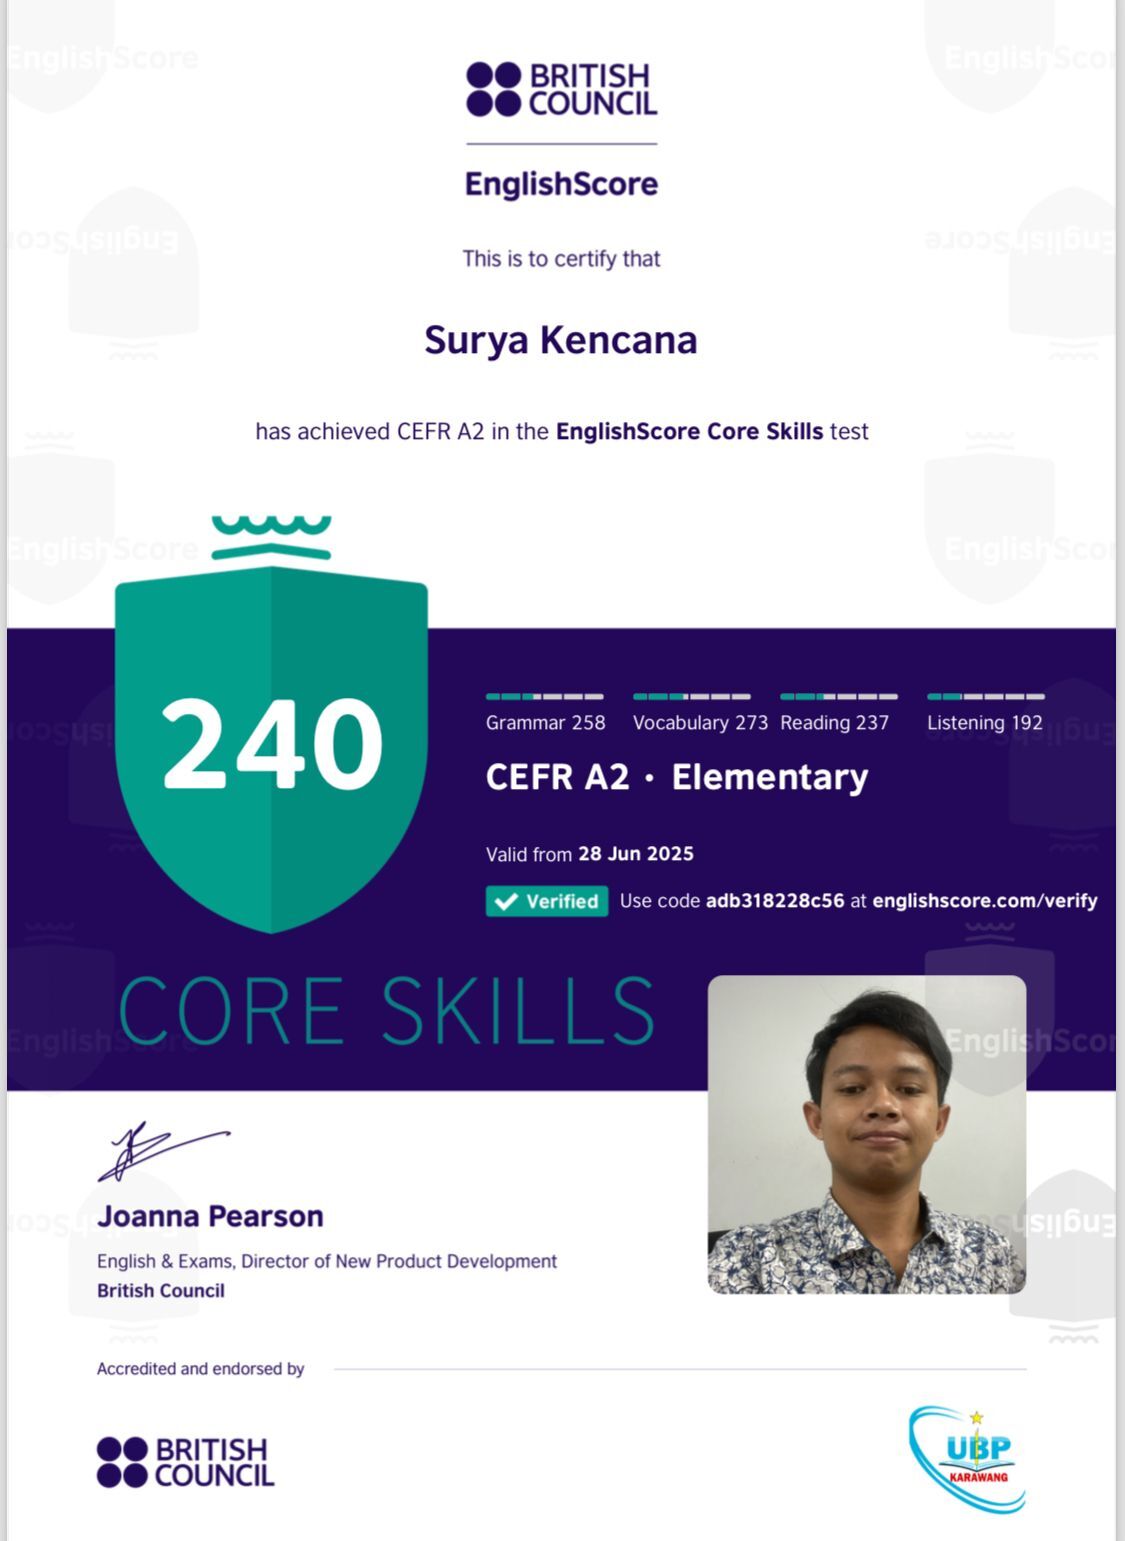 BRITISH
COUNCIL
EnglishScore
This is to certify that
Surya Kencana
has achieved CEFR A2 in the EnglishScore Core Skills test
240
Grammar 258 Vocabulary 273 Reading 237 Listening 192
CEFR A2 · Elementary
Valid from 28 Jun 2025
Verified Use code adb318228c56 at englishscore.com/verify
CORE SKILLS
Joanna Pearson
English & Exams, Director of New Product Development
British Council
Accredited and endorsed by
BRITISH
COUNCIL
UBP
KARAWANG